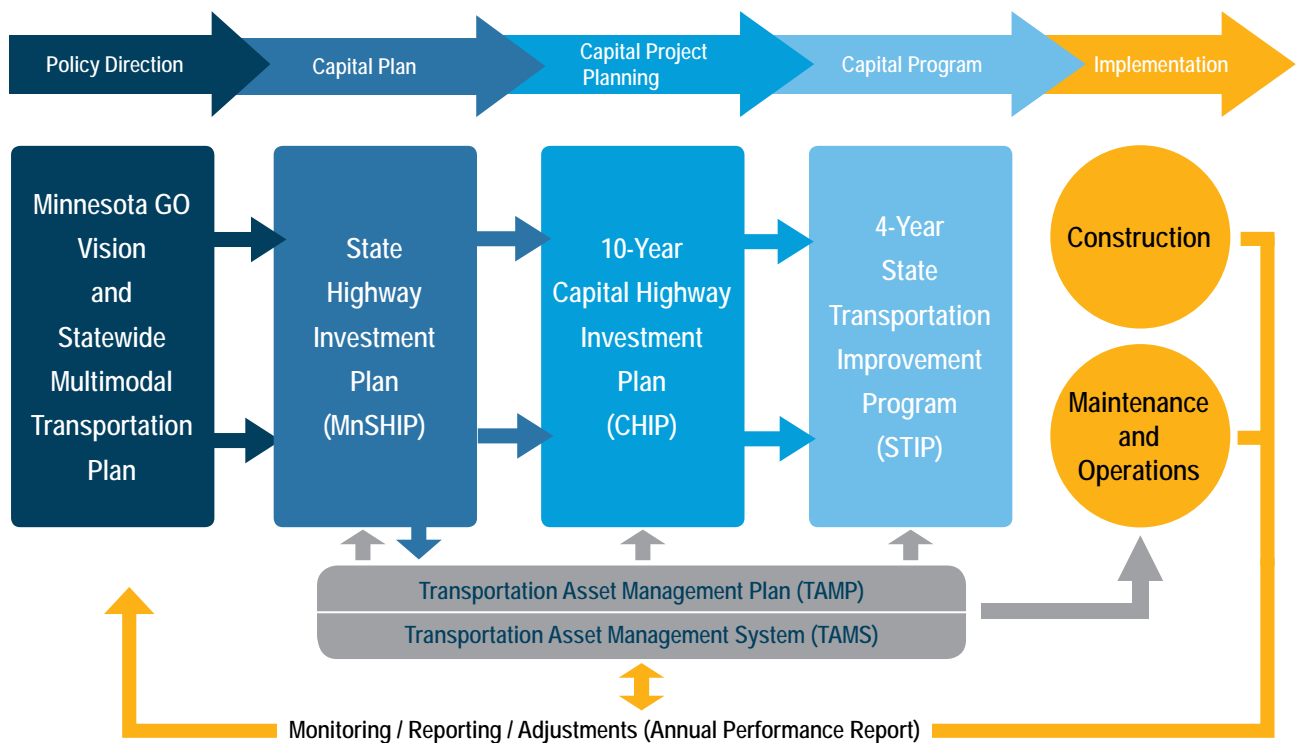 Policy Direction
Capital Plan
Capital Project
Planning
Capital Program
Implementation
Minnesota GO
Vision
and
Statewide
Multimodal
Transportation
Plan
State
Highway
Investment
Plan
(MnSHIP)
10-Year
Capital Highway
Investment
Plan
(CHIP)
4-Year
State
Transportation
Improvement
Program
(STIP)
Construction
Maintenance
and
Operations
Transportation Asset Management Plan (TAMP)
Transportation Asset Management System (TAMS)
Monitoring / Reporting / Adjustments (Annual Performance Report)